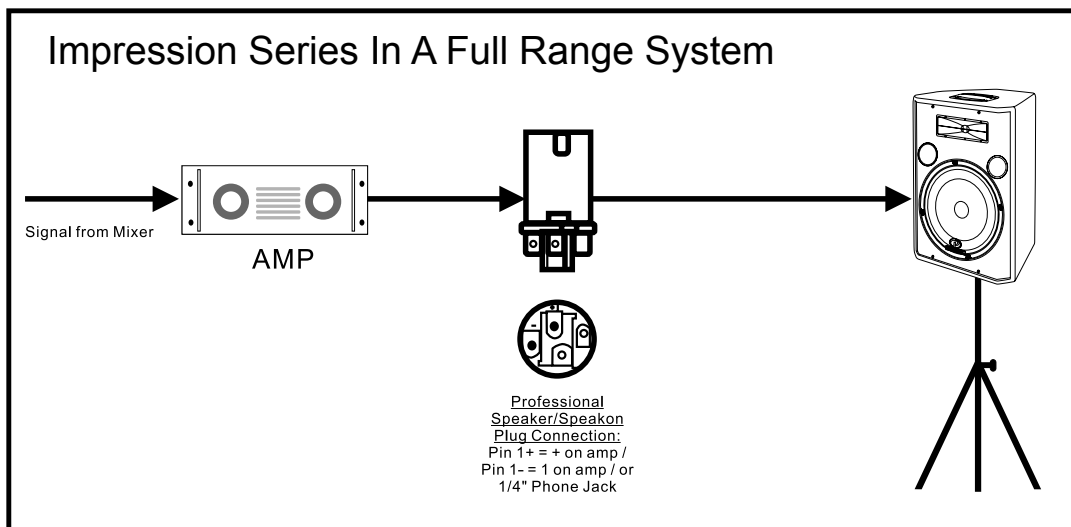 Impression Series In A Full Range System
Signal from Mixer
AMP
Professional
Speaker/Speakon
Plug Connection:
Pin 1+ = + on amp /
Pin 1- = 1 on amp / or
1/4" Phone Jack